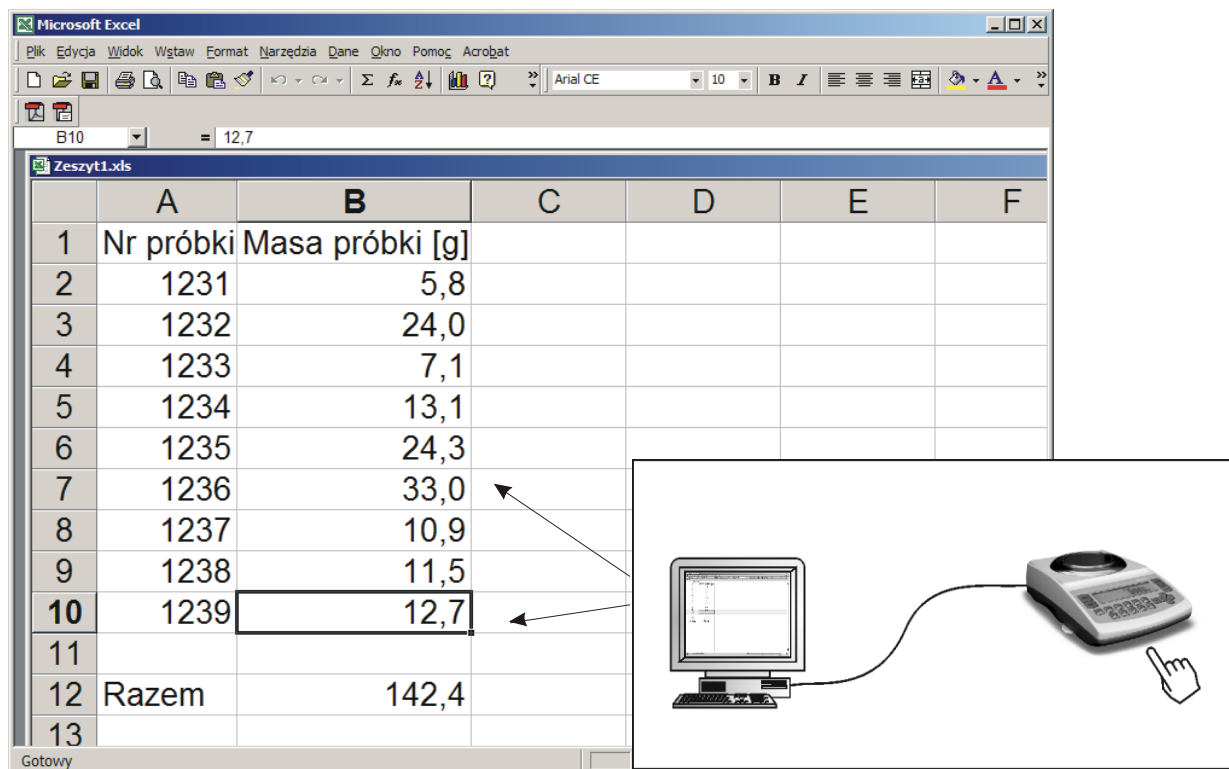 Microsoft Excel
Plik Edycja Widok Wstaw Format Narzędzia Dane Okno Pomoc Acrobat
Arial CE 10 B I
B10 = 12,7
Zeszyt1.xls
A B C D E F
1 Nr próbki Masa próbki [g]
2 1231 5,8
3 1232 24,0
4 1233 7,1
5 1234 13,1
6 1235 24,3
7 1236 33,0
8 1237 10,9
9 1238 11,5
10 1239 12,7
11
12 Razem 142,4
13
Gotowy